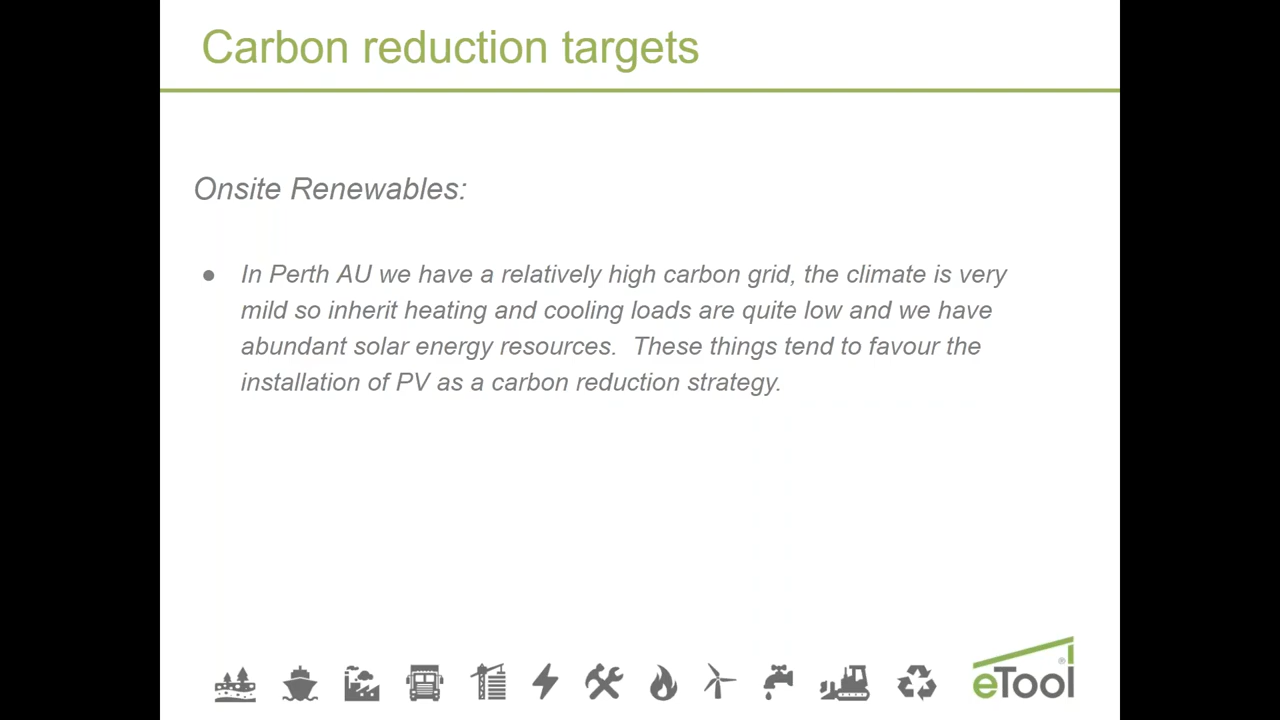 Carbon reduction targets
Onsite Renewables:
● In Perth AU we have a relatively high carbon grid, the climate is very
mild so inherit heating and cooling loads are quite low and we have
abundant solar energy resources.  These things tend to favour the
installation of PV as a carbon reduction strategy.
eTool®